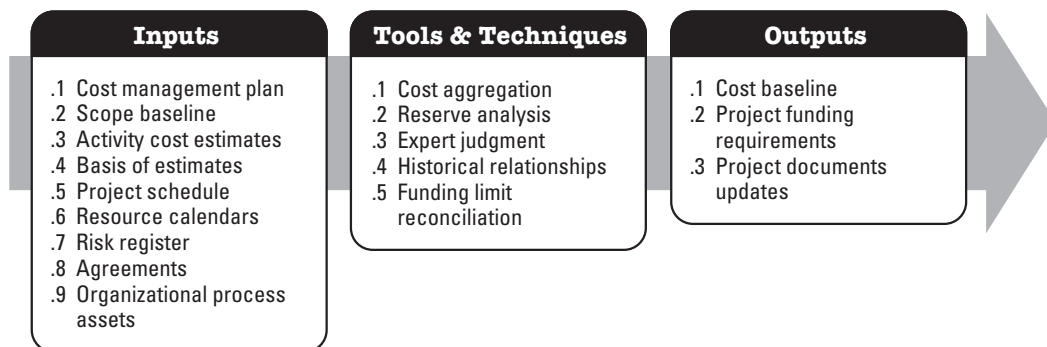 Inputs
.1 Cost management plan
.2 Scope baseline
.3 Activity cost estimates
.4 Basis of estimates
.5 Project schedule
.6 Resource calendars
.7 Risk register
.8 Agreements
.9 Organizational process
assets
Tools & Techniques
.1 Cost aggregation
.2 Reserve analysis
.3 Expert judgment
.4 Historical relationships
.5 Funding limit
reconciliation
Outputs
.1 Cost baseline
.2 Project funding
requirements
.3 Project documents
updates